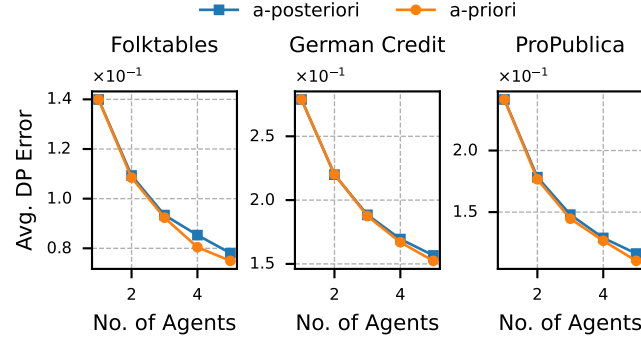 a-posteriori a-priori
Folktables German Credit ProPublica
×10⁻¹ ×10⁻¹ ×10⁻¹
Avg. DP Error
1.4
1.2
1.0
0.8
2.5
2.0
1.5
2.0
1.5
2 4 2 4 2 4
No. of Agents No. of Agents No. of Agents